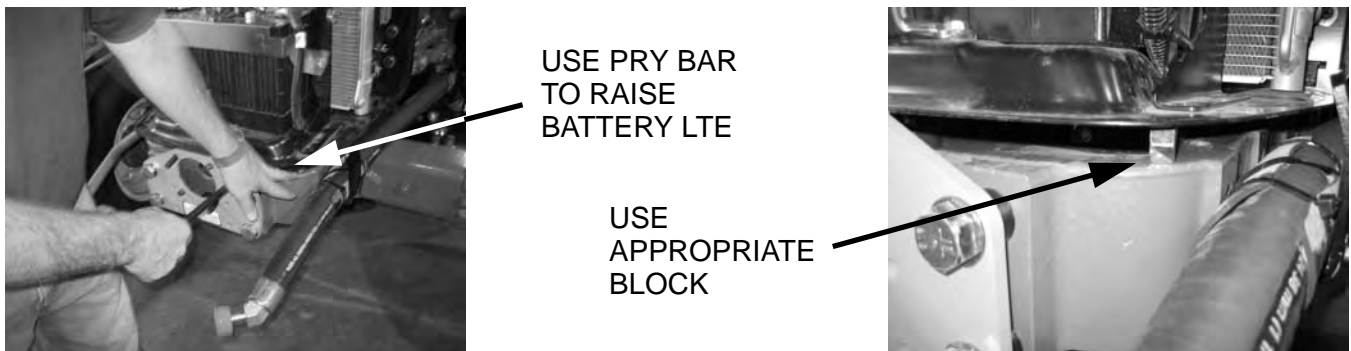 USE PRY BAR
TO RAISE
BATTERY LTE
USE
APPROPRIATE
BLOCK